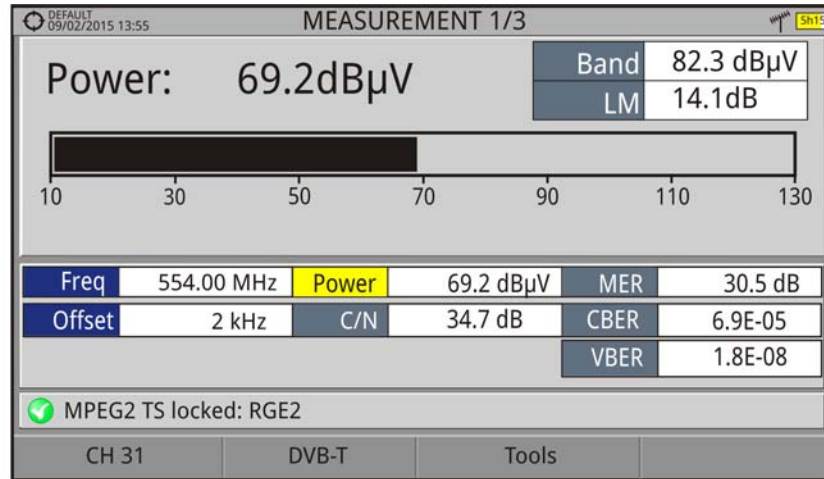 DEFAULT
09/02/2015 13:55
MEASUREMENT 1/3
5h15
Power: 69.2dBµV
Band 82.3 dBµV
LM 14.1dB
10 30 50 70 90 110 130
Freq 554.00 MHz Power 69.2 dBµV MER 30.5 dB
Offset 2 kHz C/N 34.7 dB CBER 6.9E-05
VBER 1.8E-08
MPEG2 TS locked: RGE2
CH 31 DVB-T Tools